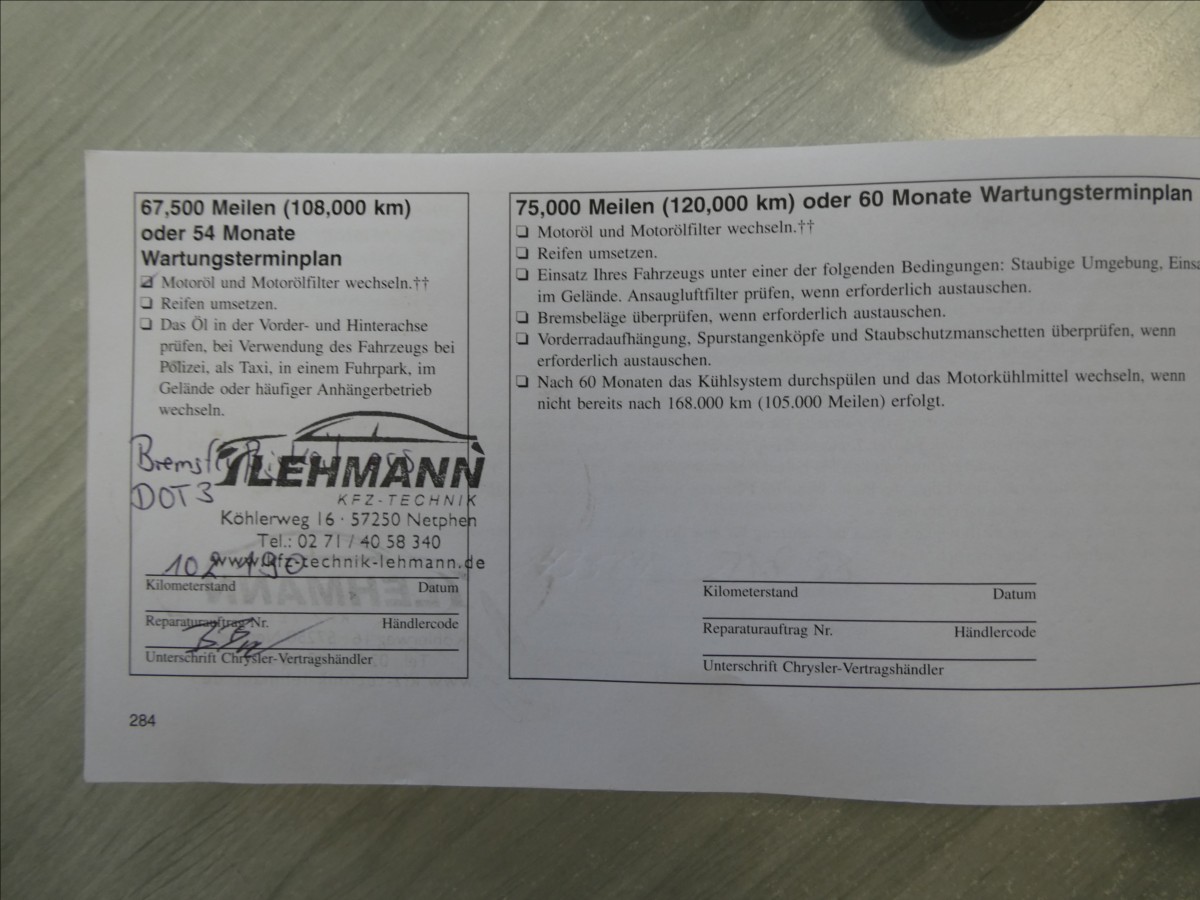 67,500 Meilen (108,000 km)
oder 54 Monate
Wartungsterminplan
Motoröl und Motorölfilter wechseln.††
Reifen umsetzen.
Das Öl in der Vorder- und Hinterachse
prüfen, bei Verwendung des Fahrzeugs bei
Polizei, als Taxi, in einem Fuhrpark, im
Gelände oder häufiger Anhängerbetrieb
wechseln.
LEHMANN
DOT3
KFZ-TECHNIK
Köhlerweg 16 · 57250 Netphen
Tel.: 02 71 / 40 58 340
www.kfz-technik-lehmann.de
102 190
Kilometerstand Datum
Reparaturauftrag Nr. Händlercode
Unterschrift Chrysler-Vertragshändler
284
75,000 Meilen (120,000 km) oder 60 Monate Wartungsterminplan
Motoröl und Motorölfilter wechseln.††
Reifen umsetzen.
Einsatz Ihres Fahrzeugs unter einer der folgenden Bedingungen: Staubige Umgebung, Einsa
im Gelände. Ansaugluftfilter prüfen, wenn erforderlich austauschen.
Bremsbeläge überprüfen, wenn erforderlich austauschen.
Vorderradaufhängung, Spurstangenköpfe und Staubschutzmanschetten überprüfen, wenn
erforderlich austauschen.
Nach 60 Monaten das Kühlsystem durchspülen und das Motorkühlmittel wechseln, wenn
nicht bereits nach 168.000 km (105.000 Meilen) erfolgt.
Kilometerstand Datum
Reparaturauftrag Nr. Händlercode
Unterschrift Chrysler-Vertragshändler